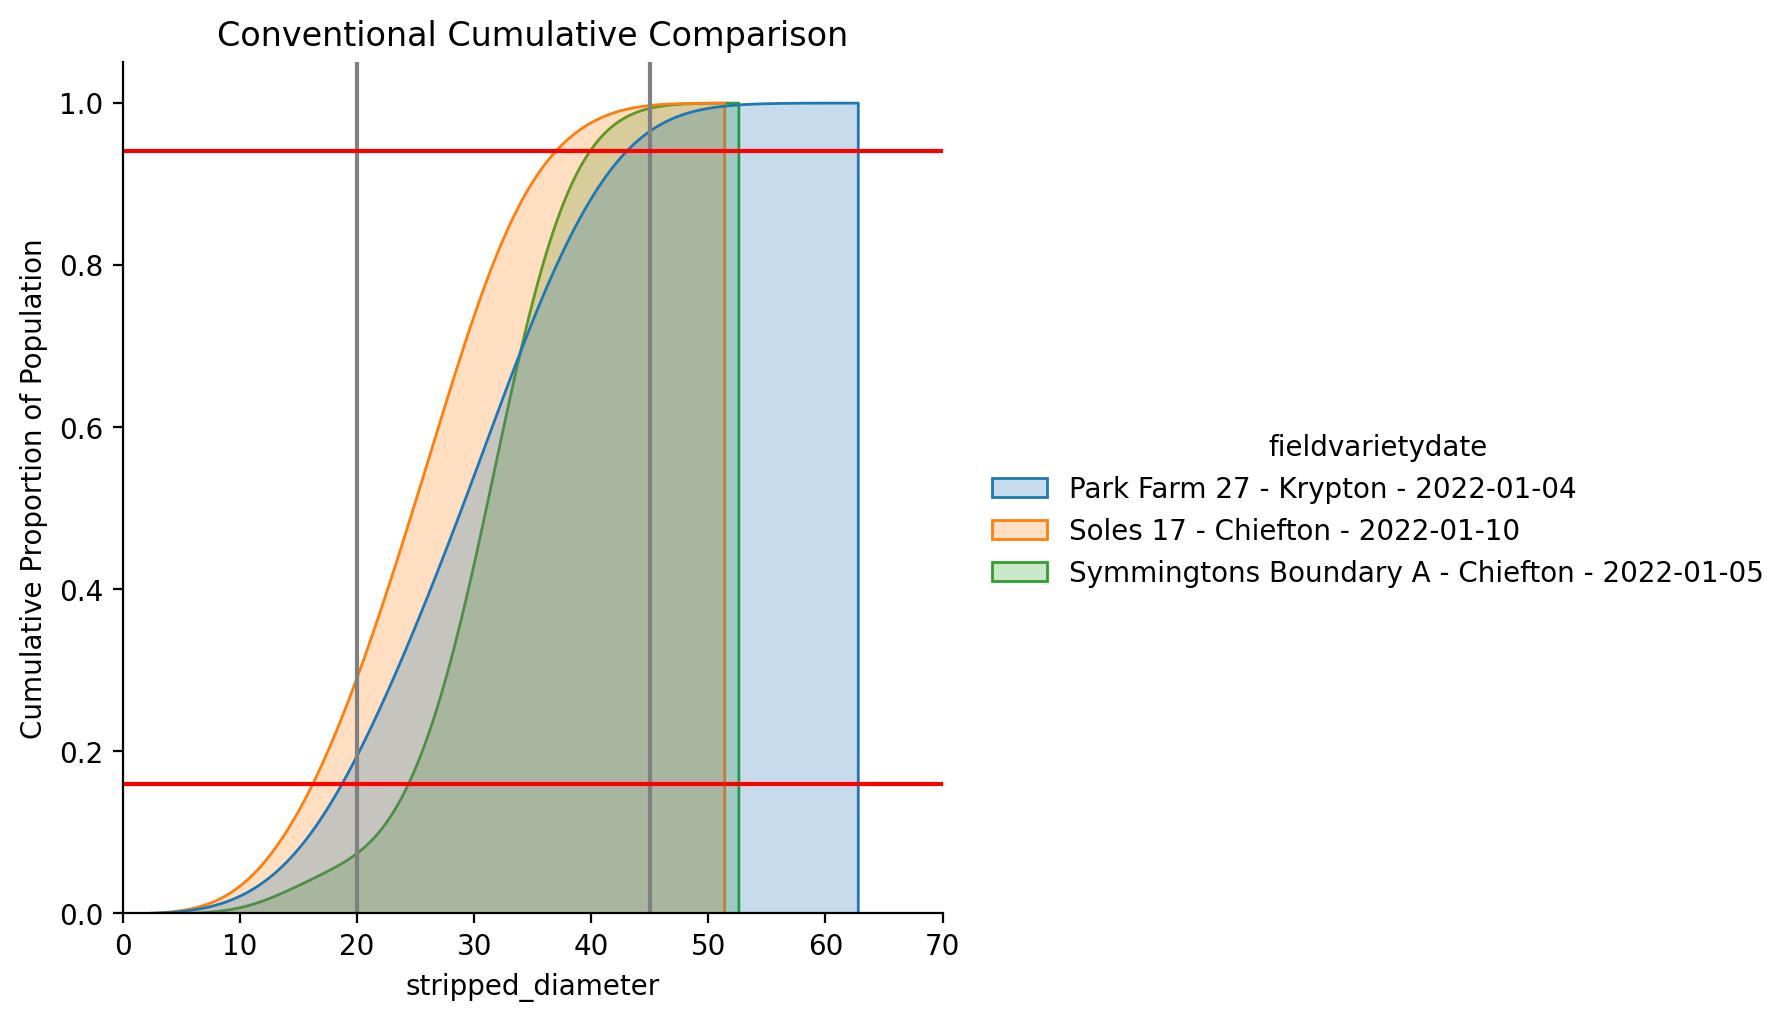 Conventional Cumulative Comparison
1.0
0.8
0.6
0.4
0.2
0.0
Cumulative Proportion of Population
0 10 20 30 40 50 60 70
stripped_diameter
fieldvarietydate
Park Farm 27 - Krypton - 2022-01-04
Soles 17 - Chiefton - 2022-01-10
Symmingtons Boundary A - Chiefton - 2022-01-05